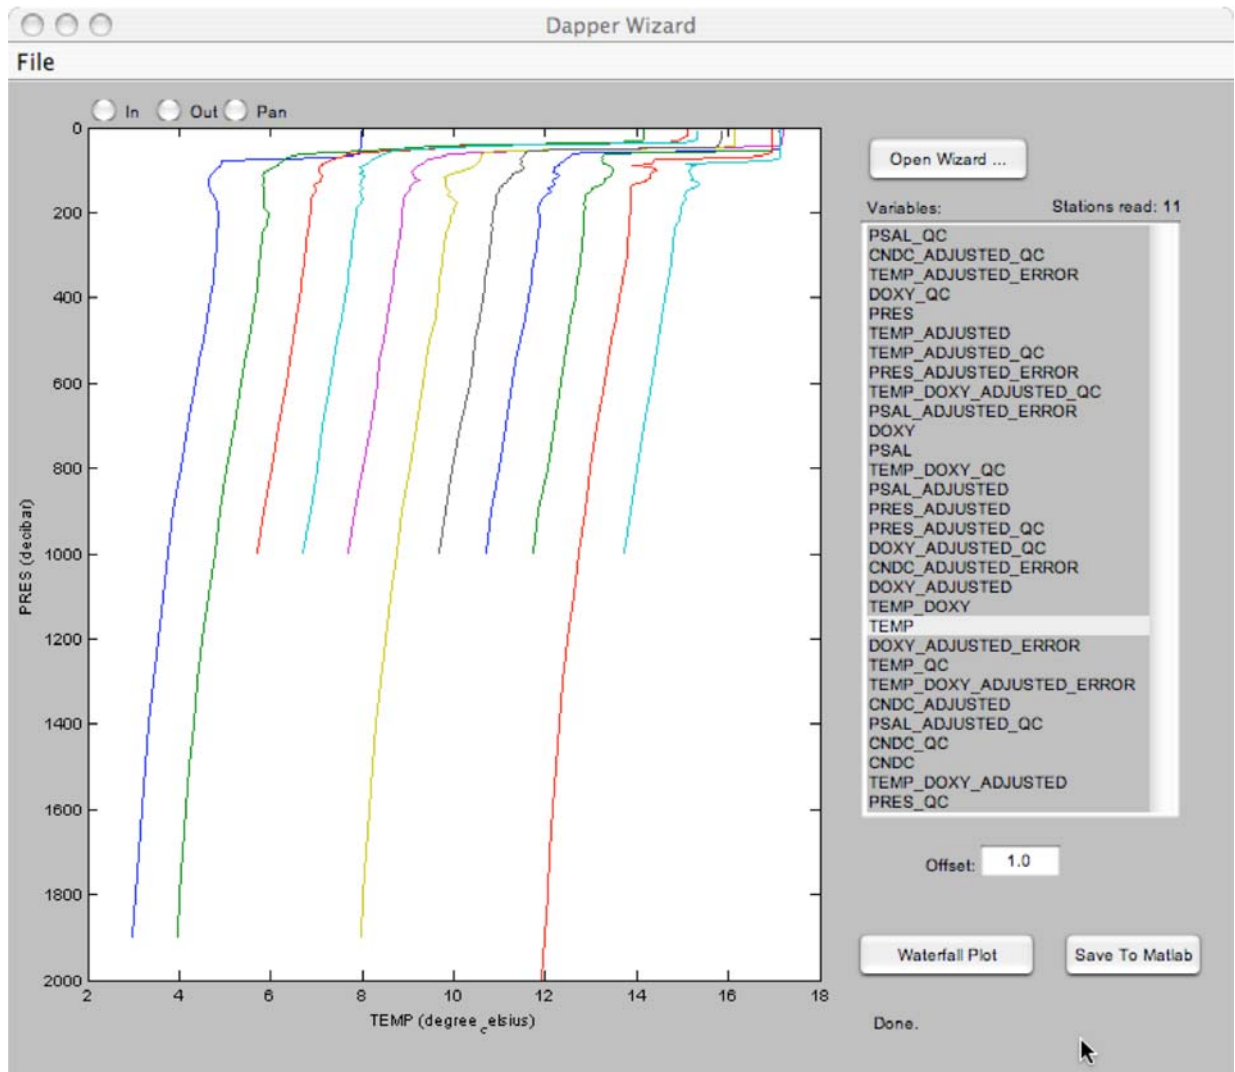 Dapper Wizard
File
In Out Pan
0
200
400
600
800
1000
1200
1400
1600
1800
2000
PRES (decibar)
2 4 6 8 10 12 14 16 18
TEMP (degree_celsius)
Open Wizard ...
Variables: Stations read: 11
PSAL_QC
CNDC_ADJUSTED_QC
TEMP_ADJUSTED_ERROR
DOXY_QC
PRES
TEMP_ADJUSTED
TEMP_ADJUSTED_QC
PRES_ADJUSTED_ERROR
TEMP_DOXY_ADJUSTED_QC
PSAL_ADJUSTED_ERROR
DOXY
PSAL
TEMP_DOXY_QC
PSAL_ADJUSTED
PRES_ADJUSTED
PRES_ADJUSTED_QC
DOXY_ADJUSTED_QC
CNDC_ADJUSTED_ERROR
DOXY_ADJUSTED
TEMP_DOXY
TEMP
DOXY_ADJUSTED_ERROR
TEMP_QC
TEMP_DOXY_ADJUSTED_ERROR
CNDC_ADJUSTED
PSAL_ADJUSTED_QC
CNDC_QC
CNDC
TEMP_DOXY_ADJUSTED
PRES_QC
Offset: 1.0
Waterfall Plot Save To Matlab
Done.